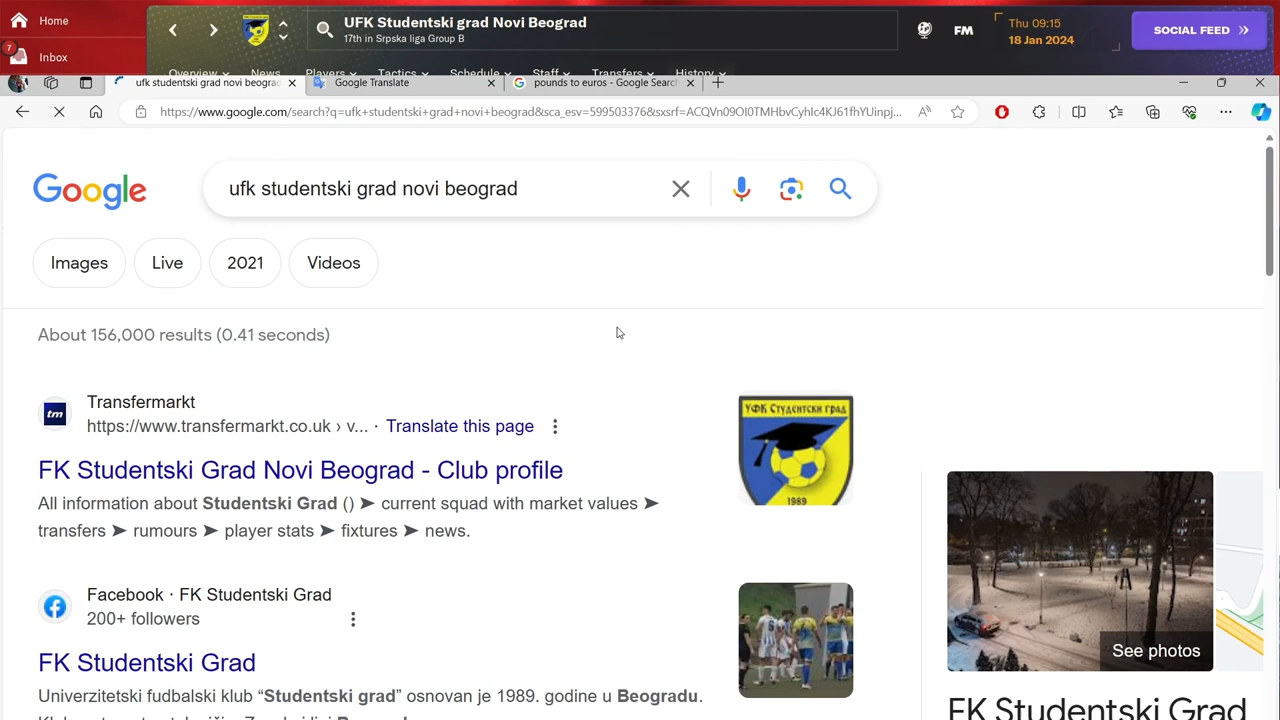 Home
UFK Studentski grad Novi Beograd
17th in Srpska liga Group B
FM
Thu 09:15
18 Jan 2024
SOCIAL FEED
7
Inbox
Overview News Players Tactics Schedule Staff Transfers History
ufk studentski grad novi beograd
Google Translate
pounds to euros - Google Search
https://www.google.com/search?q=ufk+studentski+grad+novi+beograd&sca_esv=599503376&sxsrf=ACQVn09OI0TMHbvCyhIc4KJ61fhYUinpj...
Google
ufk studentski grad novi beograd
Images
Live
2021
Videos
About 156,000 results (0.41 seconds)
tm
Transfermarkt
https://www.transfermarkt.co.uk › v... · Translate this page
FK Studentski Grad Novi Beograd - Club profile
All information about Studentski Grad () ➤ current squad with market values ➤
transfers ➤ rumours ➤ player stats ➤ fixtures ➤ news.
УФК Студентски град
1989
Facebook · FK Studentski Grad
200+ followers
FK Studentski Grad
Univerzitetski fudbalski klub “Studentski grad” osnovan je 1989. godine u Beogradu.
See photos
FK Studentski Grad